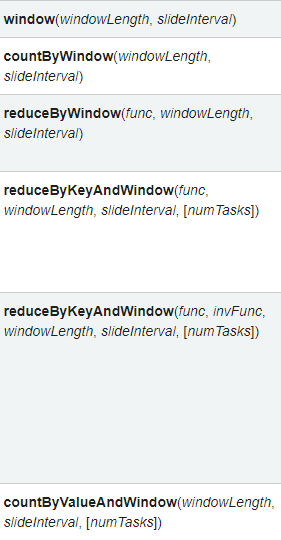 window(windowLength, slideInterval)
countByWindow(windowLength,
slideInterval)
reduceByWindow(func, windowLength,
slideInterval)
reduceByKeyAndWindow(func,
windowLength, slideInterval, [numTasks])
reduceByKeyAndWindow(func, invFunc,
windowLength, slideInterval, [numTasks])
countByValueAndWindow(windowLength,
slideInterval, [numTasks])